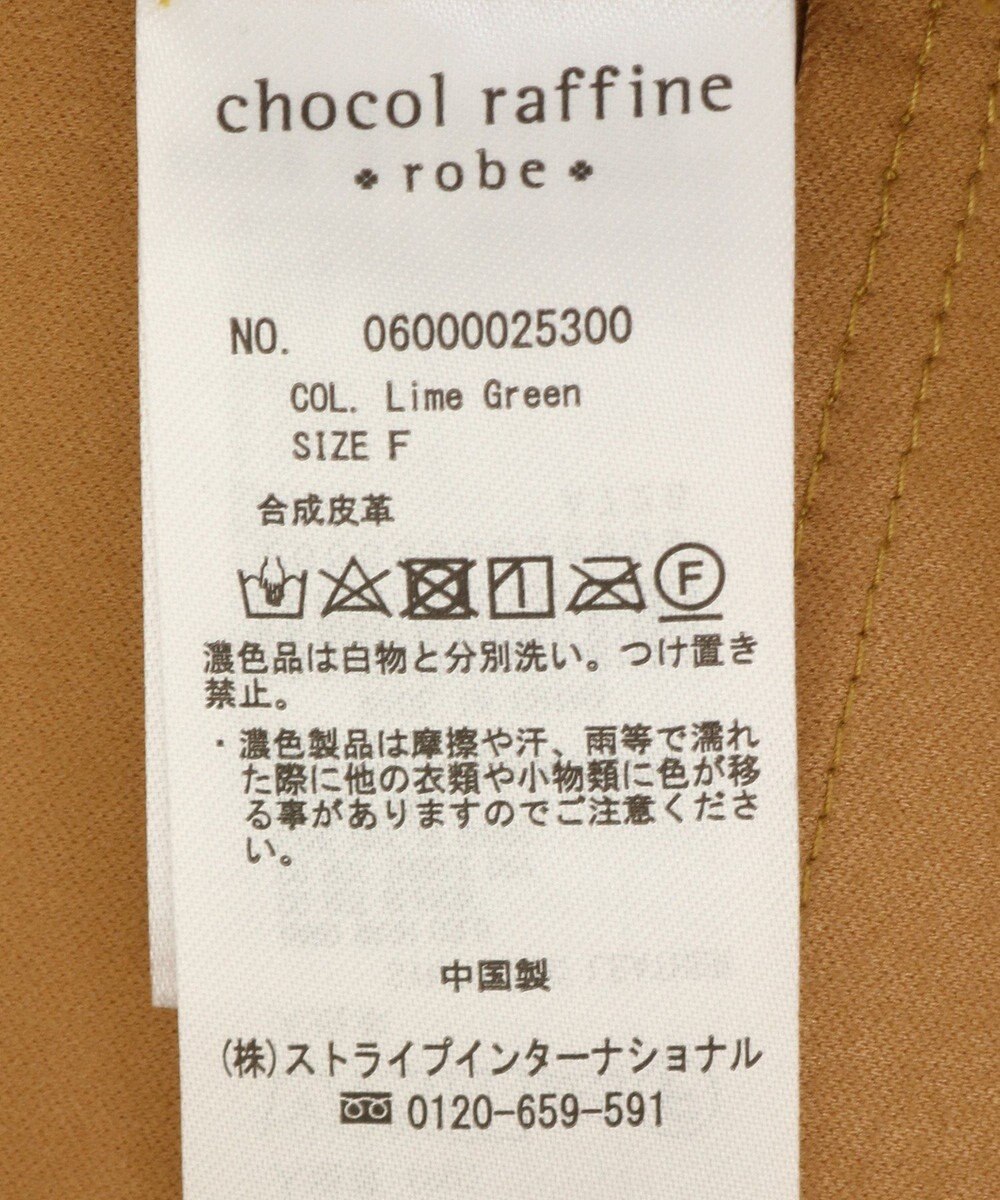 chocol raffine
robe
NO. 06000025300
COL. Lime Green
SIZE F
合成皮革
F
濃色品は白物と分別洗い。つけ置き
禁止。
・濃色製品は摩擦や汗、雨等で濡れ
た際に他の衣類や小物類に色が移
る事がありますのでご注意くださ
い。
中国製
(株)ストライプインターナショナル
0120-659-591